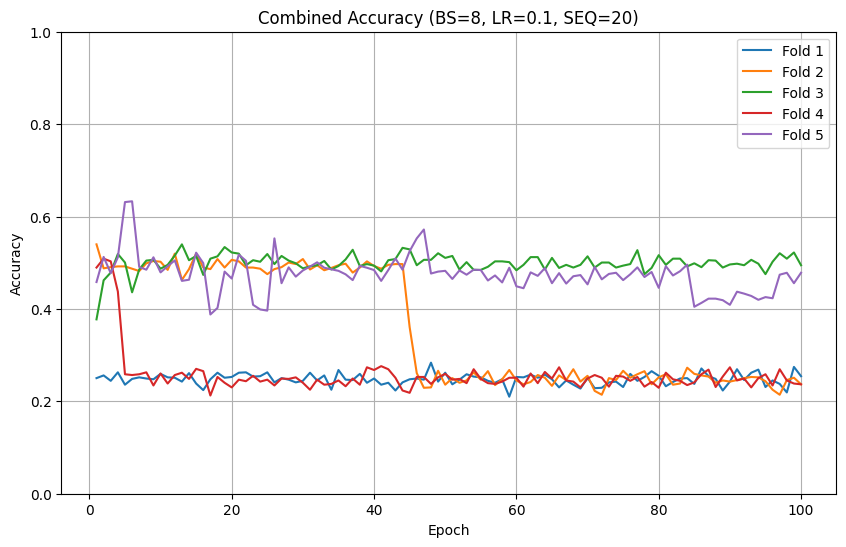 Combined Accuracy (BS=8, LR=0.1, SEQ=20)
Accuracy
1.0
0.8
0.6
0.4
0.2
0.0
0
20
40
60
80
100
Epoch
Fold 1
Fold 2
Fold 3
Fold 4
Fold 5